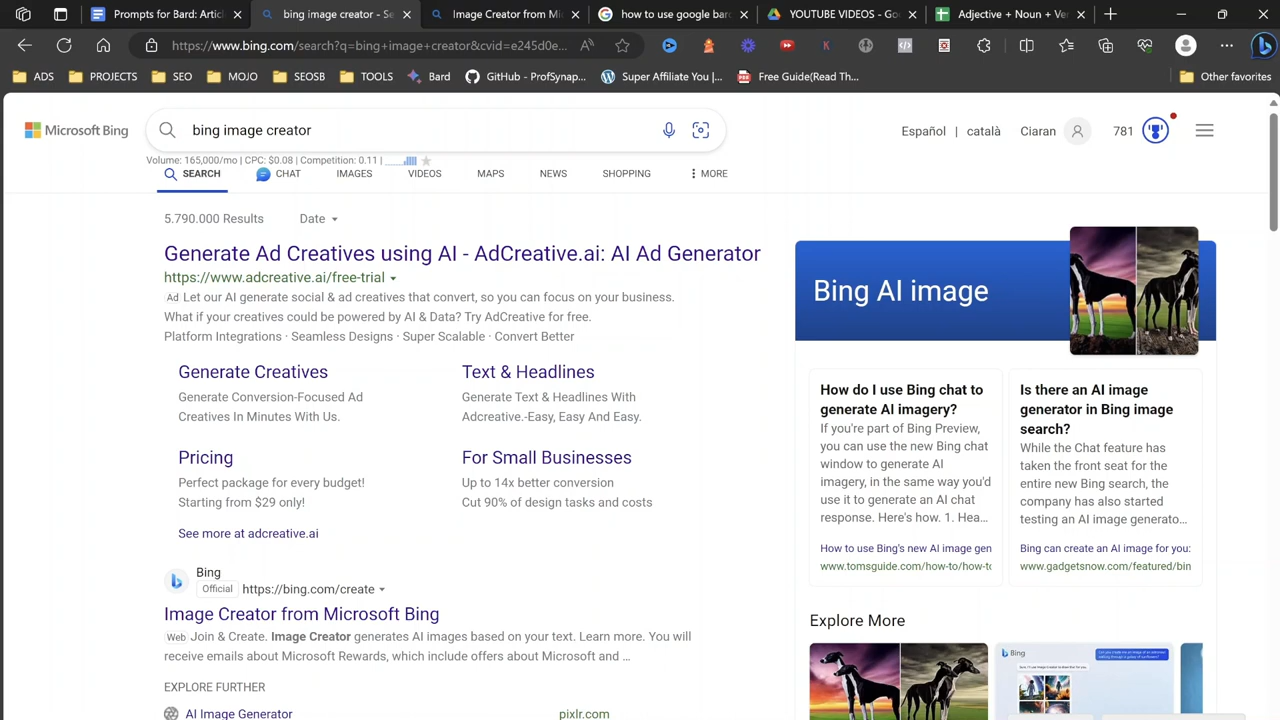 Prompts for Bard: Articl
bing image creator - Se
Image Creator from Mic
how to use google barc
YOUTUBE VIDEOS - Goo
Adjective + Noun - Ver
https://www.bing.com/search?q=bing+image+creator&cvid=e245d0e...
ADS
PROJECTS
SEO
MOJO
SEOSB
TOOLS
Bard
GitHub - ProfSynap...
Super Affiliate You |...
Free Guide(Read Th...
Other favorites
Microsoft Bing
bing image creator
Español | català
Ciaran
781
Volume: 165,000/mo | CPC: $0.08 | Competition: 0.11 |
SEARCH
CHAT
IMAGES
VIDEOS
MAPS
NEWS
SHOPPING
MORE
5.790.000 Results
Date
Generate Ad Creatives using AI - AdCreative.ai: AI Ad Generator
https://www.adcreative.ai/free-trial
Ad Let our AI generate social & ad creatives that convert, so you can focus on your business.
What if your creatives could be powered by AI & Data? Try AdCreative for free.
Platform Integrations · Seamless Designs · Super Scalable · Convert Better
Generate Creatives
Generate Conversion-Focused Ad
Creatives In Minutes With Us.
Text & Headlines
Generate Text & Headlines With
Adcreative.-Easy, Easy And Easy.
Pricing
Perfect package for every budget!
Starting from $29 only!
For Small Businesses
Up to 14x better conversion
Cut 90% of design tasks and costs
See more at adcreative.ai
Bing
Official https://bing.com/create
Image Creator from Microsoft Bing
Web Join & Create. Image Creator generates AI images based on your text. Learn more. You will
receive emails about Microsoft Rewards, which include offers about Microsoft and ...
EXPLORE FURTHER
AI Image Generator
pixlr.com
Bing AI image
How do I use Bing chat to
generate AI imagery?
If you're part of Bing Preview,
you can use the new Bing chat
window to generate AI
imagery, in the same way you'd
use it to generate an AI chat
response. Here's how. 1. Hea...
How to use Bing's new AI image gen
www.tomsguide.com/how-to/how-to
Is there an AI image
generator in Bing image
search?
While the Chat feature has
taken the front seat for the
entire new Bing search, the
company has also started
testing an AI image generato...
Bing can create an AI image for you:
www.gadgetsnow.com/featured/bin
Explore More
Bing